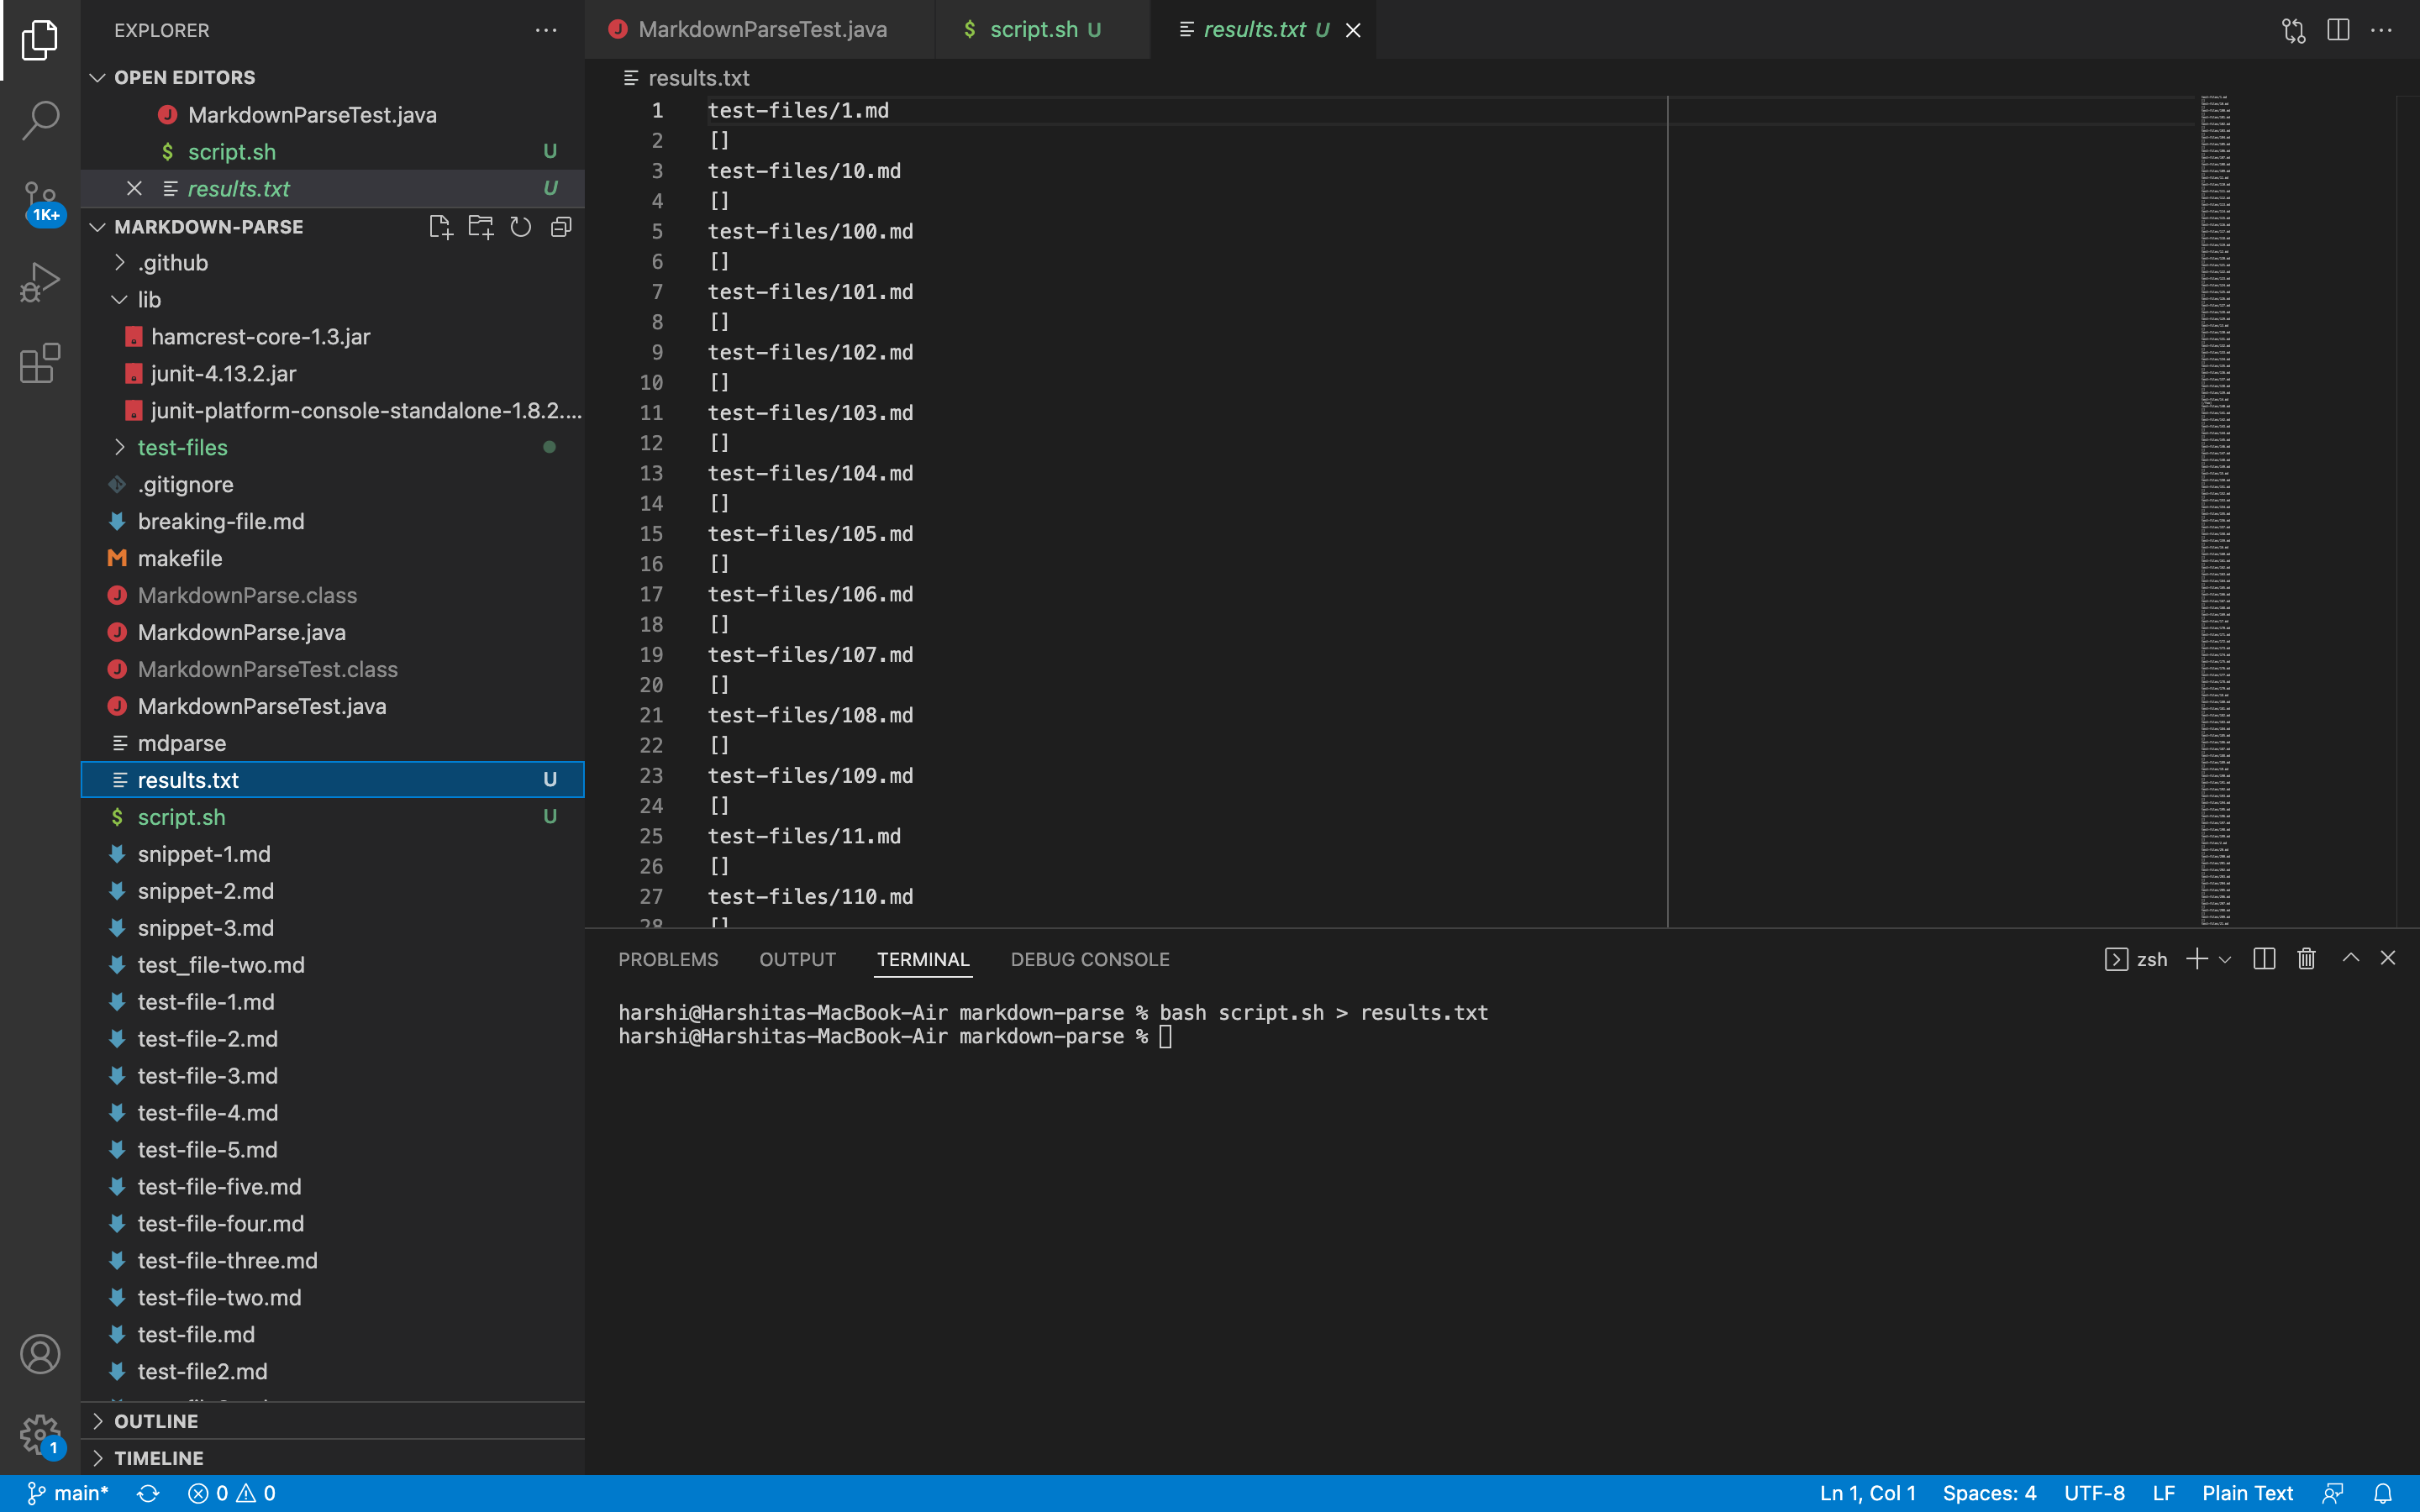 EXPLORER
OPEN EDITORS
MarkdownParseTest.java
$ script.sh U
results.txt U
1K+
MARKDOWN-PARSE
.github
lib
hamcrest-core-1.3.jar
junit-4.13.2.jar
junit-platform-console-standalone-1.8.2....
test-files
.gitignore
breaking-file.md
M makefile
MarkdownParse.class
MarkdownParse.java
MarkdownParseTest.class
MarkdownParseTest.java
mdparse
results.txt U
$ script.sh U
snippet-1.md
snippet-2.md
snippet-3.md
test_file-two.md
test-file-1.md
test-file-2.md
test-file-3.md
test-file-4.md
test-file-5.md
test-file-five.md
test-file-four.md
test-file-three.md
test-file-two.md
test-file.md
test-file2.md
OUTLINE
TIMELINE
1
J MarkdownParseTest.java $ script.sh U results.txt U
results.txt
1 test-files/1.md
2 []
3 test-files/10.md
4 []
5 test-files/100.md
6 []
7 test-files/101.md
8 []
9 test-files/102.md
10 []
11 test-files/103.md
12 []
13 test-files/104.md
14 []
15 test-files/105.md
16 []
17 test-files/106.md
18 []
19 test-files/107.md
20 []
21 test-files/108.md
22 []
23 test-files/109.md
24 []
25 test-files/11.md
26 []
27 test-files/110.md
28 []
PROBLEMS OUTPUT TERMINAL DEBUG CONSOLE zsh
harshi@Harshitas-MacBook-Air markdown-parse % bash script.sh > results.txt
harshi@Harshitas-MacBook-Air markdown-parse %
main* 0 0 Ln 1, Col 1 Spaces: 4 UTF-8 LF Plain Text